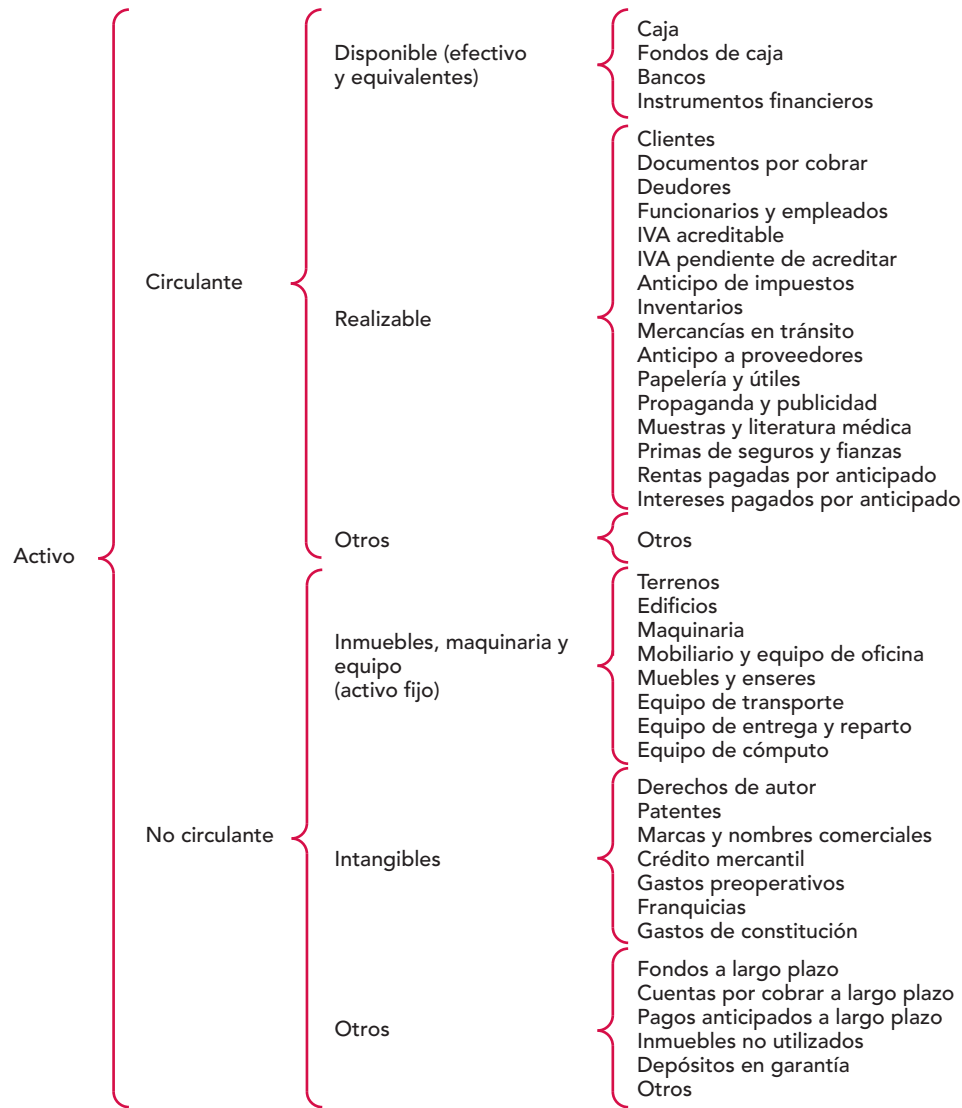 Activo
Circulante
Disponible (efectivo
y equivalentes)
Caja
Fondos de caja
Bancos
Instrumentos financieros
Realizable
Clientes
Documentos por cobrar
Deudores
Funcionarios y empleados
IVA acreditable
IVA pendiente de acreditar
Anticipo de impuestos
Inventarios
Mercancías en tránsito
Anticipo a proveedores
Papelería y útiles
Propaganda y publicidad
Muestras y literatura médica
Primas de seguros y fianzas
Rentas pagadas por anticipado
Intereses pagados por anticipado
Otros
Otros
No circulante
Inmuebles, maquinaria y
equipo
(activo fijo)
Terrenos
Edificios
Maquinaria
Mobiliario y equipo de oficina
Muebles y enseres
Equipo de transporte
Equipo de entrega y reparto
Equipo de cómputo
Intangibles
Derechos de autor
Patentes
Marcas y nombres comerciales
Crédito mercantil
Gastos preoperativos
Franquicias
Gastos de constitución
Otros
Fondos a largo plazo
Cuentas por cobrar a largo plazo
Pagos anticipados a largo plazo
Inmuebles no utilizados
Depósitos en garantía
Otros